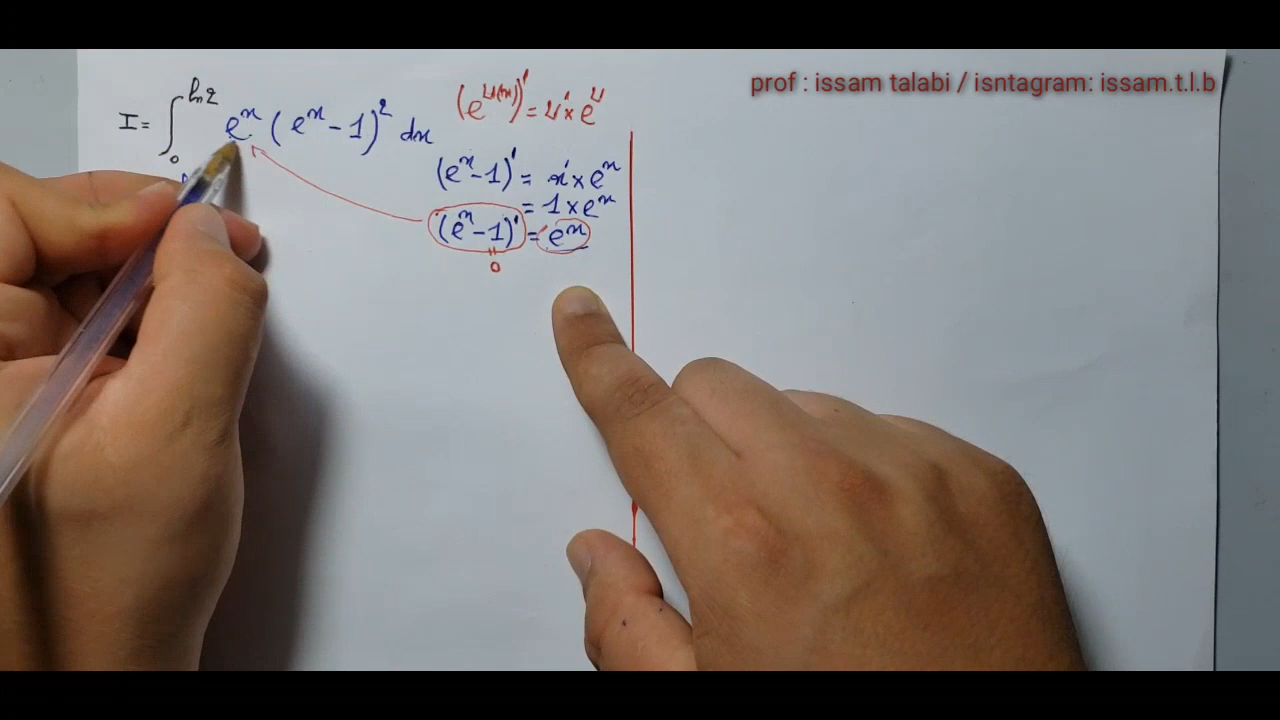 prof : issam talabi / isntagram: issam.t.l.b
I = ∫₀^{ln2} eˣ (eˣ - 1)² dx
(e^{u(x)})' = u' × e^u
(eˣ - 1)' = x' × eˣ
= 1 × eˣ
(eˣ - 1)' = eˣ
0